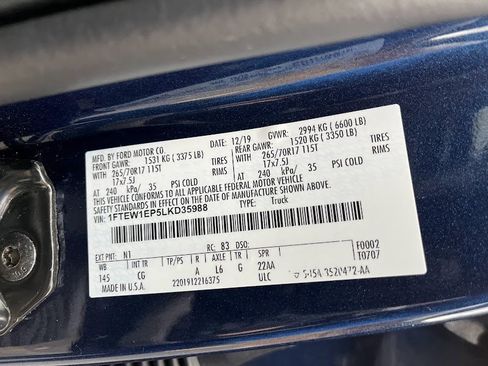 MFD. BY FORD MOTOR CO.
DATE: 12/19 GVWR: 2994 KG (6600 LB)
FRONT GAWR: 1531 KG (3375 LB) REAR GAWR: 1520 KG (3350 LB)
WITH 265/70R17 115T TIRES WITH 265/70R17 115T TIRES
17x7.5J 17x7.5J
AT 240 kPa/ 35 PSI COLD AT 240 kPa/ 35 PSI COLD
THIS VEHICLE CONFORMS TO ALL APPLICABLE FEDERAL MOTOR VEHICLE
SAFETY STANDARDS IN EFFECT ON THE DATE OF MANUFACTURE SHOWN ABOVE.
VIN: 1FTEW1EP5LKD35988 TYPE: Truck
EXT PNT: N1 RC: 83 DSO: F0002
WB TP/PS R AXLE TR SPR T0707
145 CG A L6 G 22AA
MADE IN U.S.A. 2201912216375 ULC